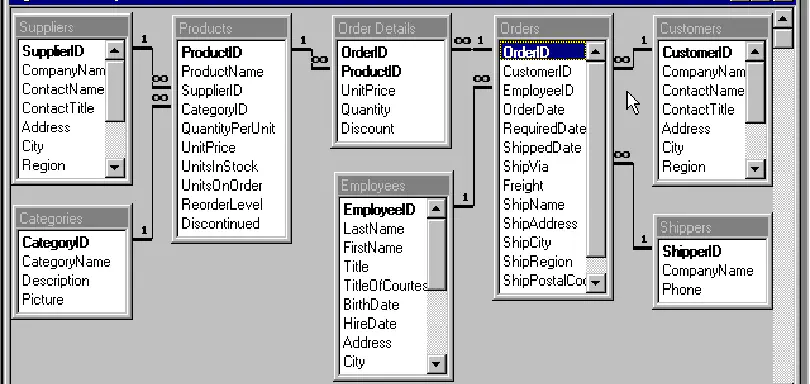 Suppliers
SupplierID
CompanyNam
ContactName
ContactTitle
Address
City
Region
Categories
CategoryID
CategoryName
Description
Picture
1
∞
∞
1
Products
ProductID
ProductName
SupplierID
CategoryID
QuantityPerUnit
UnitPrice
UnitsInStock
UnitsOnOrder
ReorderLevel
Discontinued
1
∞
Order Details
OrderID
ProductID
UnitPrice
Quantity
Discount
∞ 1
∞
1
Employees
EmployeeID
LastName
FirstName
Title
TitleOfCourtes
BirthDate
HireDate
Address
City
Orders
OrderID
CustomerID
EmployeeID
OrderDate
RequiredDate
ShippedDate
ShipVia
Freight
ShipName
ShipAddress
ShipCity
ShipRegion
ShipPostalCo
1
∞
∞
1
Customers
CustomerID
CompanyNam
ContactName
ContactTitle
Address
City
Region
Shippers
ShipperID
CompanyName
Phone